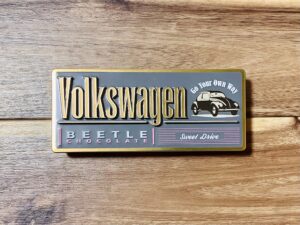 Volkswagen
Go Your Own Way
BEETLE
CHOCOLATE
Sweet Drive